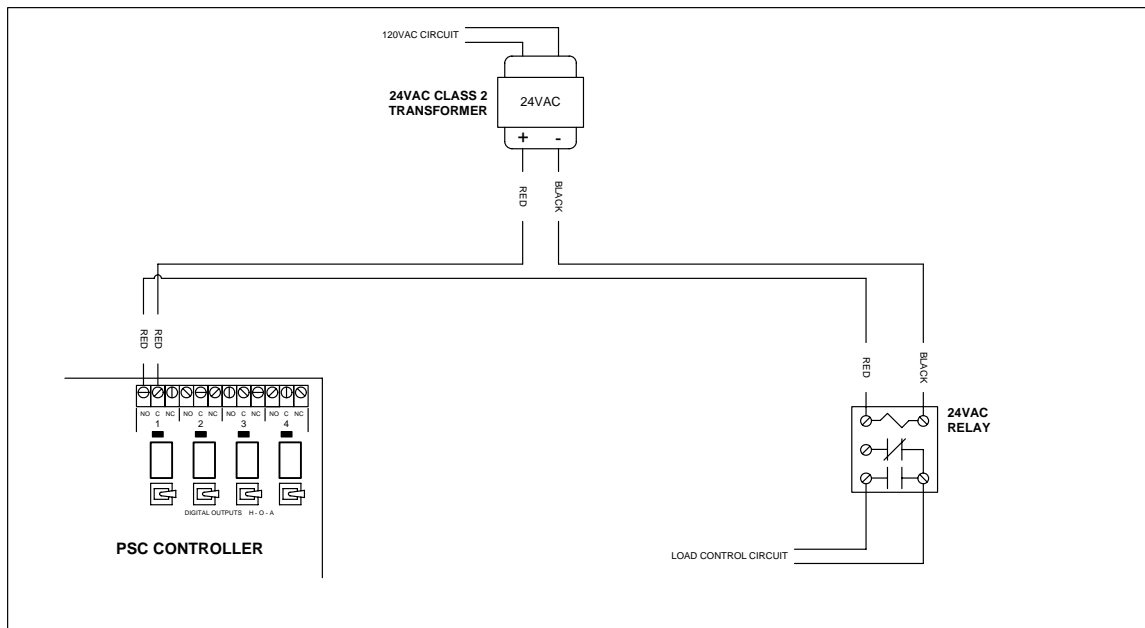 120VAC CIRCUIT
24VAC CLASS 2
TRANSFORMER
24VAC
+ -
RED
BLACK
RED
RED
RED
BLACK
NO C NC NO C NC NO C NC NO C NC
1 2 3 4
DIGITAL OUTPUTS H - O - A
PSC CONTROLLER
24VAC
RELAY
LOAD CONTROL CIRCUIT